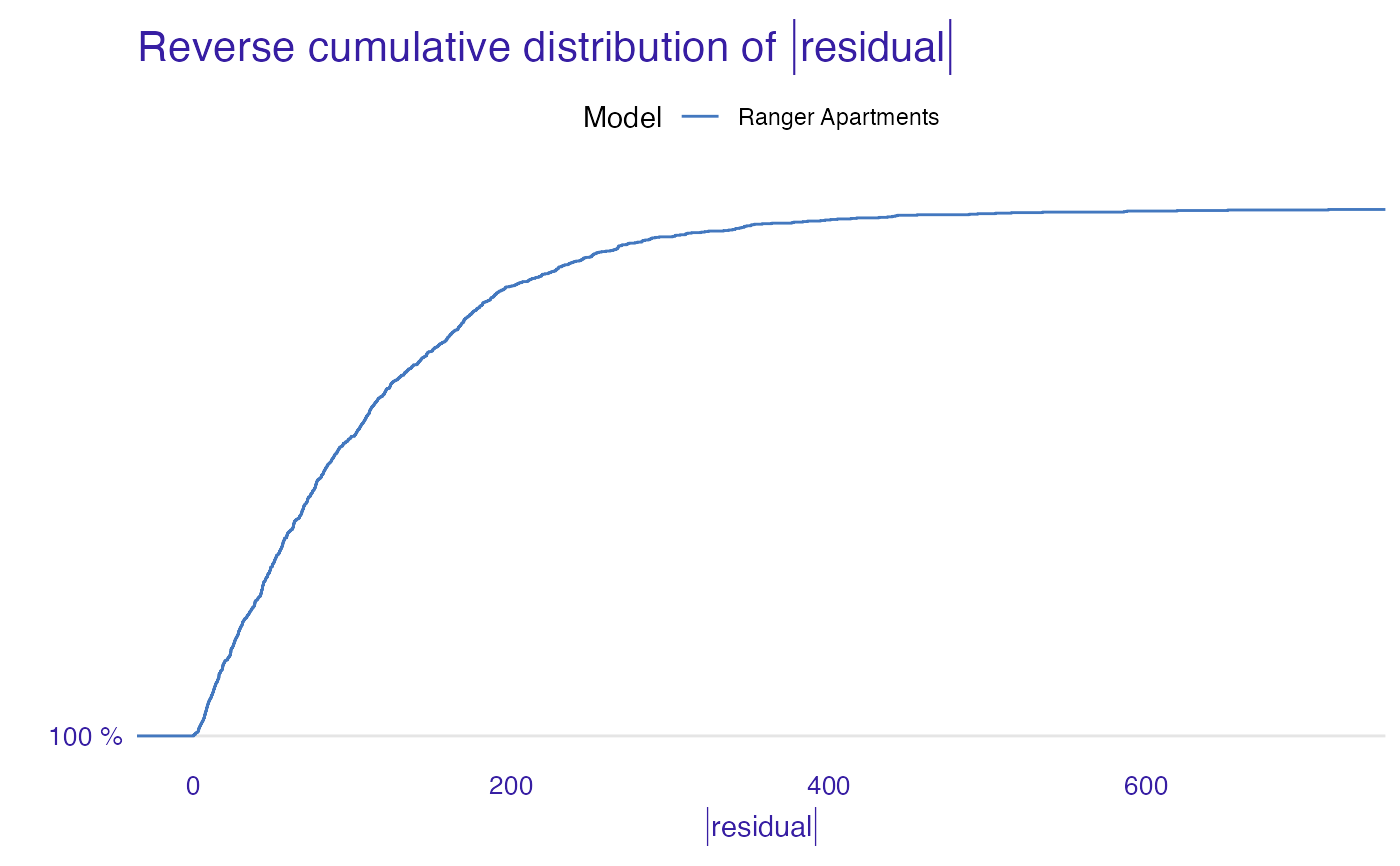 Reverse cumulative distribution of |residual|
Model Ranger Apartments
100 %
0 200 400 600
|residual|